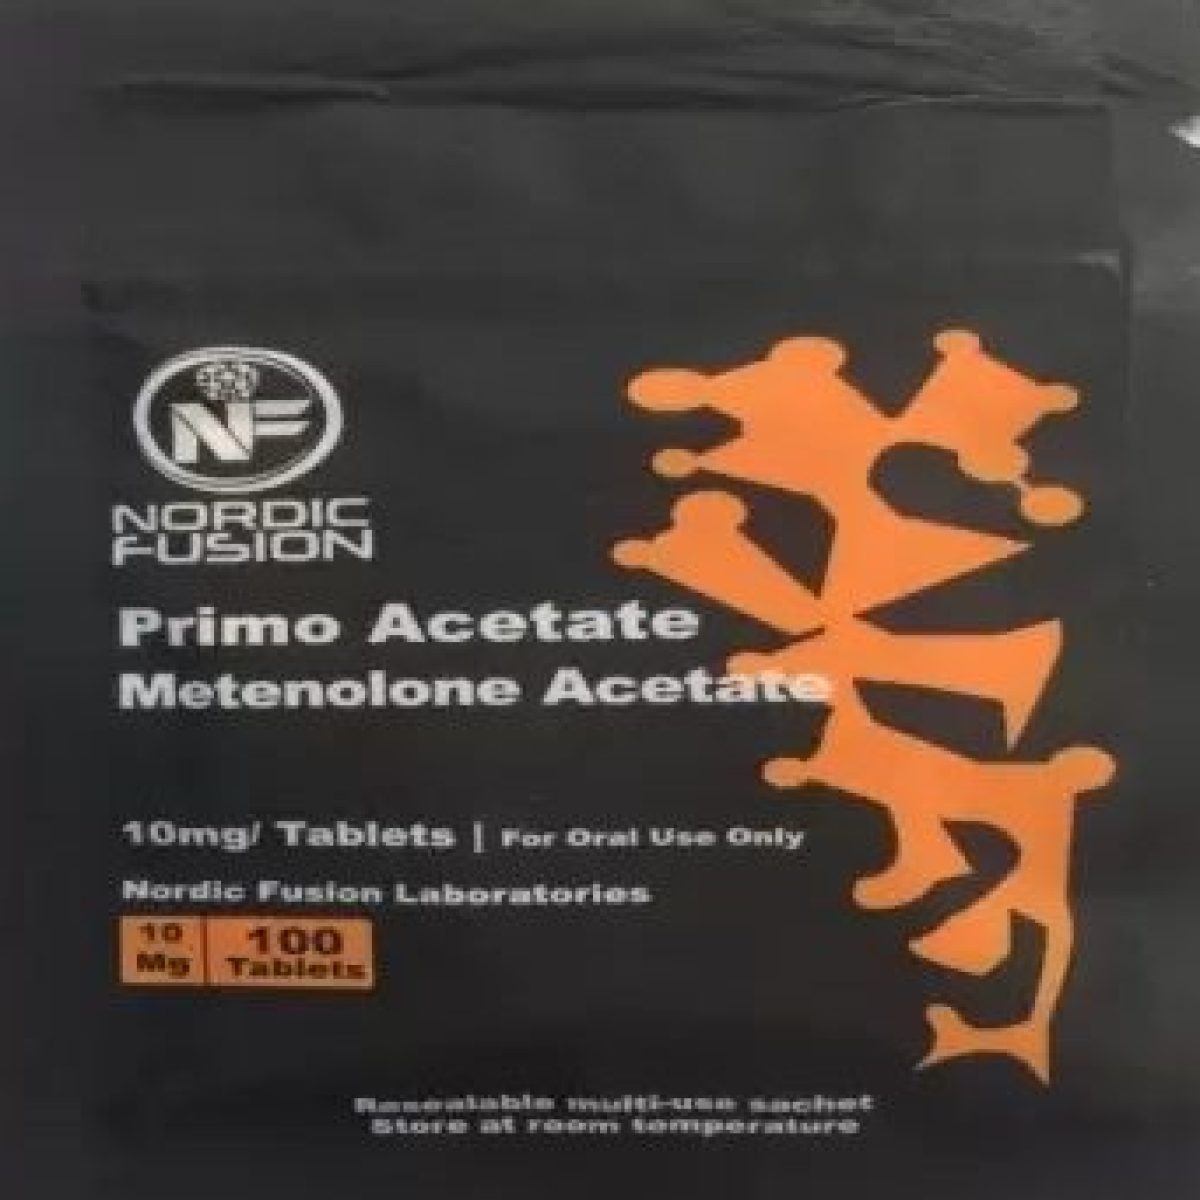 NF
NORDIC
FUSION
Primo Acetate
Metenolone Acetate
10mg/ Tablets | For Oral Use Only
Nordic Fusion Laboratories
10 Mg
100 Tablets
Resealable multi-use sachet
Store at room temperature